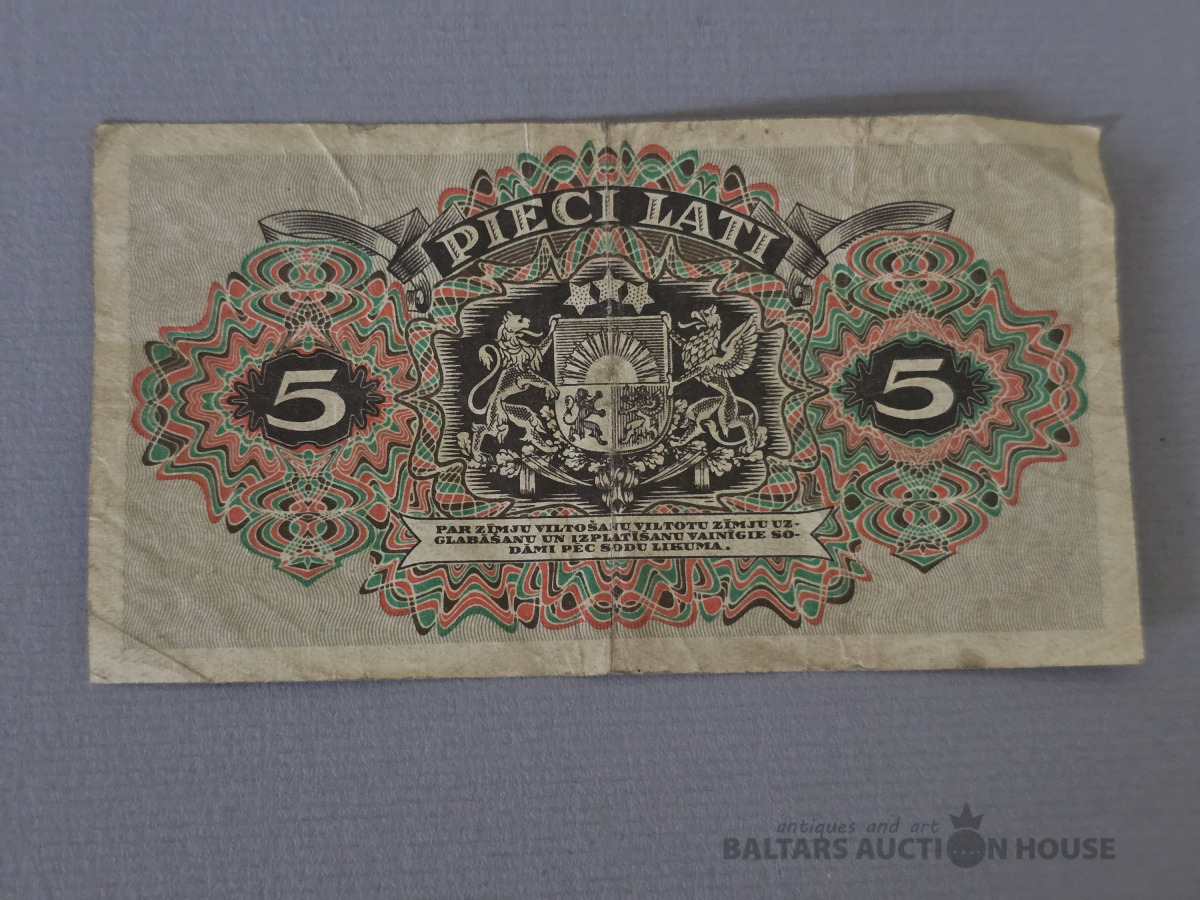 PIECI LATI
5
5
PAR ZĪMJU VILTOŠANU VILTOTU ZĪMJU UZ-
GLABĀŠANU UN IZPLATĪŠANU VAINĪGIE SO-
DĀMI PĒC SODU LIKUMA.
antiques and art
BALTARS AUCTION HOUSE